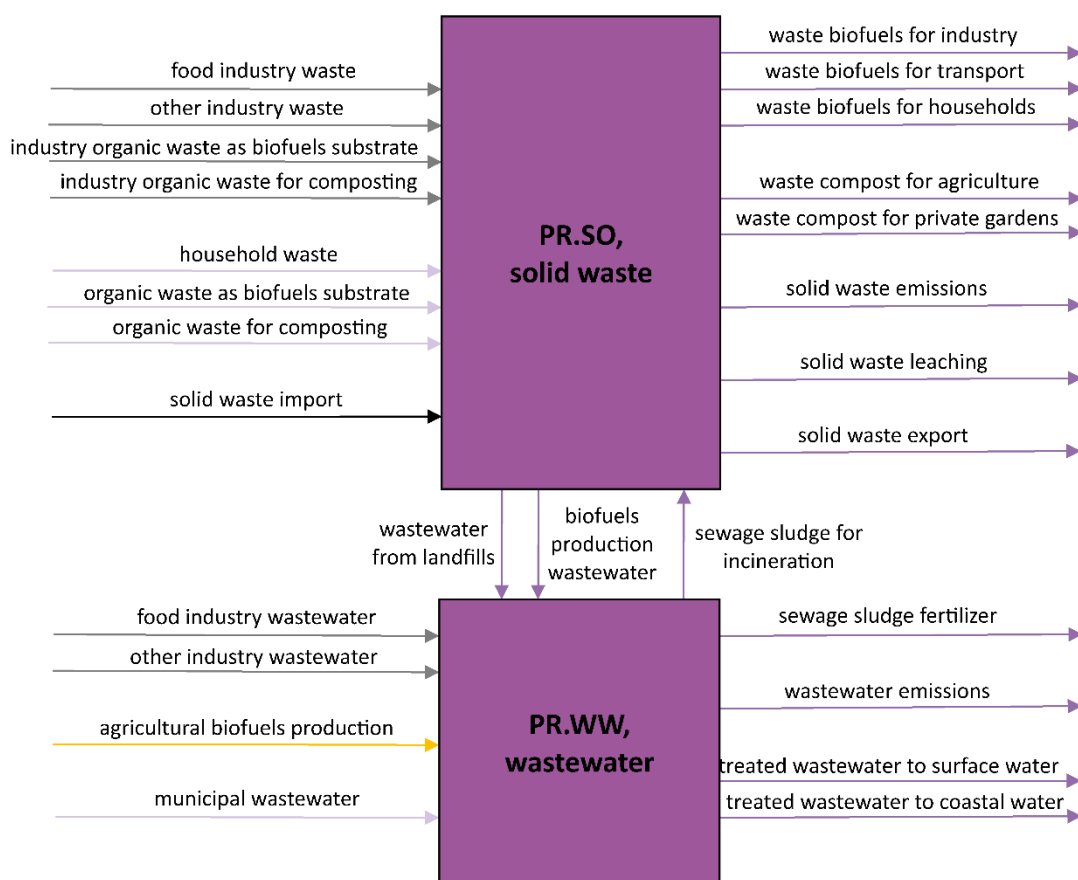 waste biofuels for industry
food industry waste
waste biofuels for transport
other industry waste
waste biofuels for households
industry organic waste as biofuels substrate
industry organic waste for composting
waste compost for agriculture
waste compost for private gardens
PR.SO,
solid waste
household waste
organic waste as biofuels substrate
solid waste emissions
organic waste for composting
solid waste leaching
solid waste import
solid waste export
wastewater
from landfills
biofuels
production
wastewater
sewage sludge for
incineration
food industry wastewater
sewage sludge fertilizer
other industry wastewater
wastewater emissions
agricultural biofuels production
PR.WW,
wastewater
treated wastewater to surface water
municipal wastewater
treated wastewater to coastal water